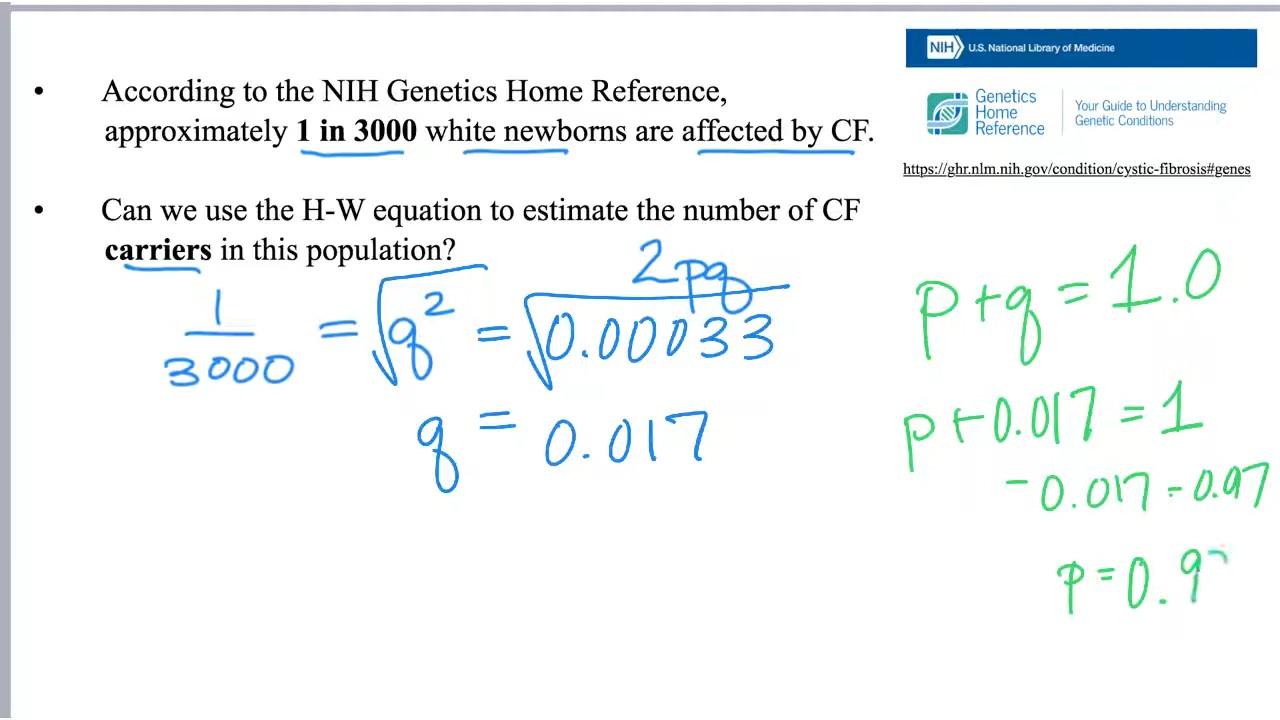 NIH U.S. National Library of Medicine
• According to the NIH Genetics Home Reference,
approximately 1 in 3000 white newborns are affected by CF.
Genetics
Home
Reference
Your Guide to Understanding
Genetic Conditions
https://ghr.nlm.nih.gov/condition/cystic-fibrosis#genes
• Can we use the H-W equation to estimate the number of CF
carriers in this population?
2pq
1/3000 = √q² = √0.00033
q = 0.017
p+q = 1.0
p+0.017 = 1
-0.017 -0.97
p=0.9